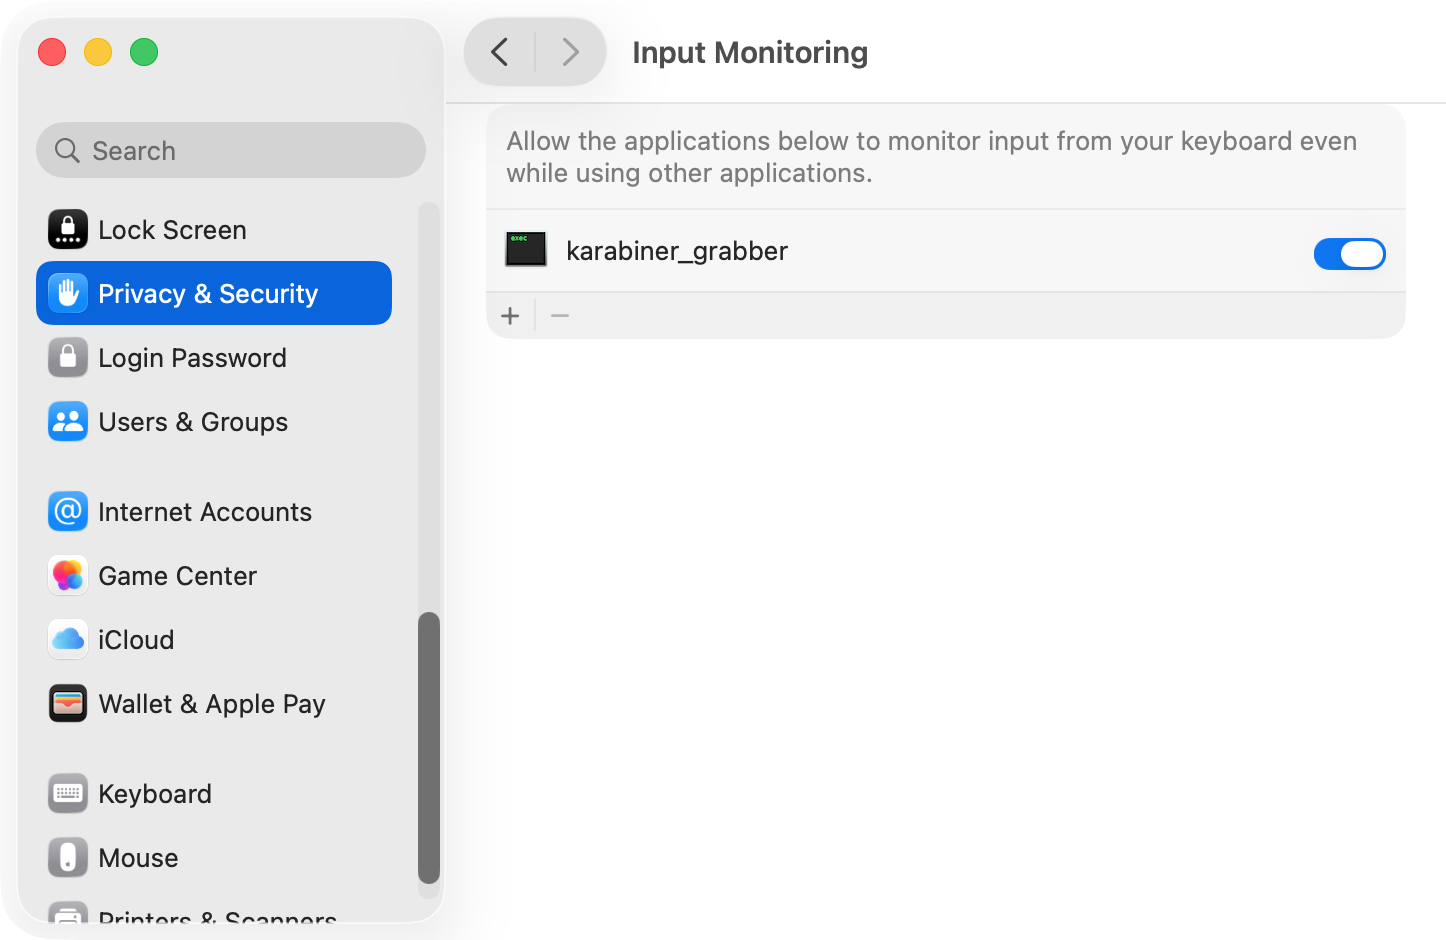 Input Monitoring
Search
Lock Screen
Privacy & Security
Login Password
Users & Groups
Internet Accounts
Game Center
iCloud
Wallet & Apple Pay
Keyboard
Mouse
Printers & Scanners
Allow the applications below to monitor input from your keyboard even
while using other applications.
exec
karabiner_grabber